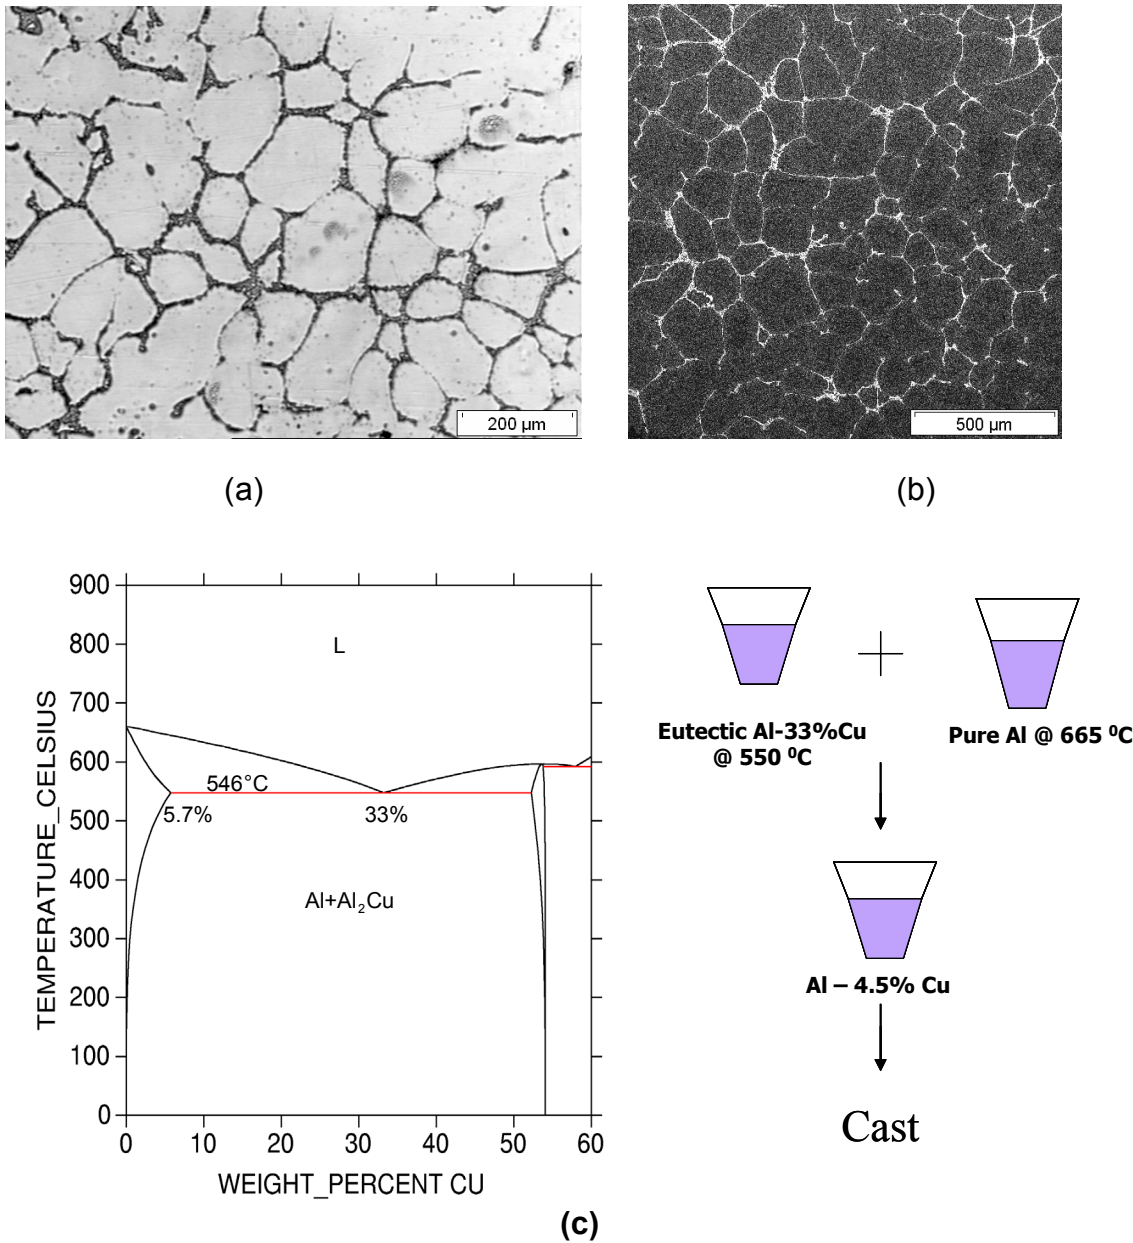 200 µm
500 µm
(a)
(b)
900
800
700
600
500
400
300
200
100
0
TEMPERATURE_CELSIUS
L
546°C
5.7%
33%
Al+Al₂Cu
0
10
20
30
40
50
60
WEIGHT_PERCENT CU
Eutectic Al-33%Cu
@ 550 ⁰C
Pure Al @ 665 ⁰C
Al – 4.5% Cu
Cast
(c)